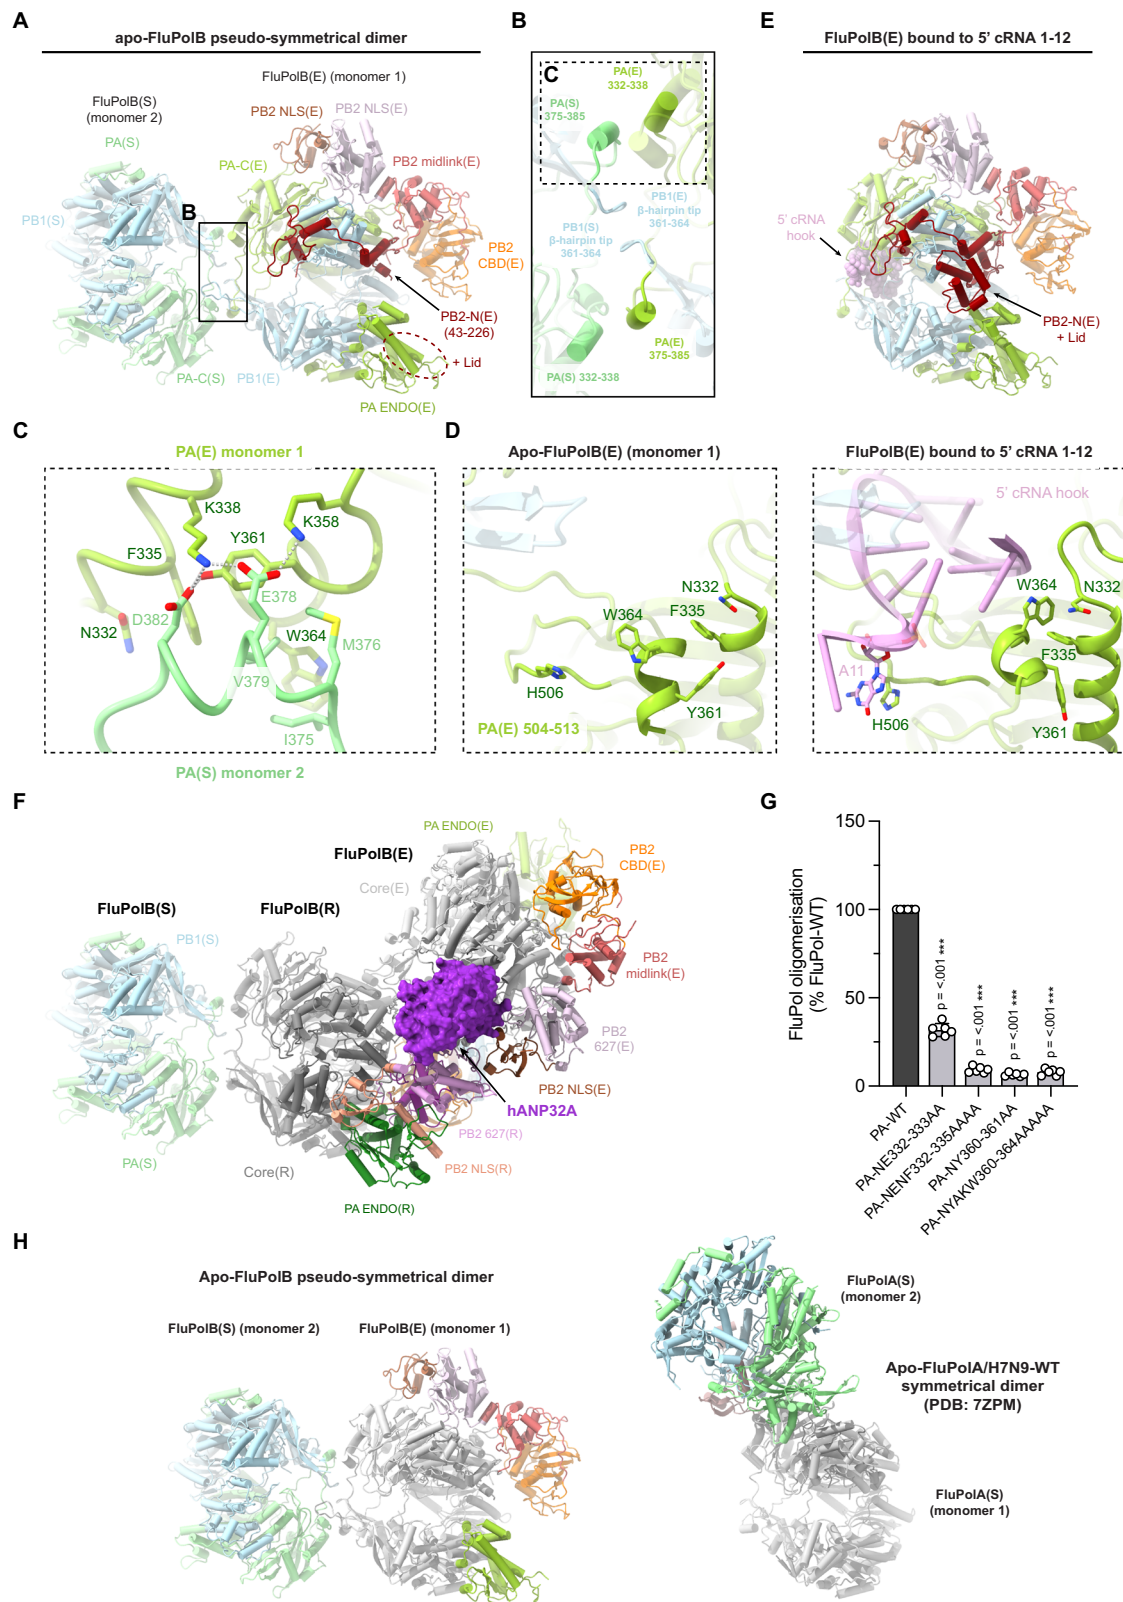 A
apo-FluPolB pseudo-symmetrical dimer
FluPolB(S)
(monomer 2)
FluPolB(E) (monomer 1)
PA(S)
PB1(S)
PA-C(S)
PB1(E)
PA-C(E)
PB2 NLS(E)
PB2 NLS(E)
PB2 midlink(E)
PB2
CBD(E)
PB2-N(E)
(43-226)
+ Lid
PA ENDO(E)
B
B
C
PA(E)
332-338
PA(S)
375-385
PB1(E)
β-hairpin tip
361-364
PB1(S)
β-hairpin tip
361-364
PA(E)
375-385
PA(S) 332-338
E
FluPolB(E) bound to 5' cRNA 1-12
5' cRNA
hook
PB2-N(E)
+ Lid
C
PA(E) monomer 1
K338
K358
Y361
F335
E378
D382
N332
W364
M376
V379
I375
PA(S) monomer 2
D
Apo-FluPolB(E) (monomer 1)
N332
W364
F335
H506
Y361
PA(E) 504-513
FluPolB(E) bound to 5' cRNA 1-12
5' cRNA hook
W364
N332
F335
A11
H506
Y361
F
PA ENDO(E)
FluPolB(E)
PB2
CBD(E)
Core(E)
FluPolB(S)
FluPolB(R)
PB1(S)
PB2
midlink(E)
PB2
627(E)
PB2 NLS(E)
hANP32A
PB2 627(R)
PA(S)
Core(R)
PB2 NLS(R)
PA ENDO(R)
G
FluPol oligomerisation
(% FluPol-WT)
150
100
50
0
p = <.001 ***
p = <.001 ***
p = <.001 ***
p = <.001 ***
PA-WT
PA-NE332-333AA
PA-NENF332-335AAAA
PA-NY360-361AA
PA-NYAKW360-364AAAAA
H
Apo-FluPolB pseudo-symmetrical dimer
FluPolB(S) (monomer 2)
FluPolB(E) (monomer 1)
FluPolA(S)
(monomer 2)
Apo-FluPolA/H7N9-WT
symmetrical dimer
(PDB: 7ZPM)
FluPolA(S)
(monomer 1)